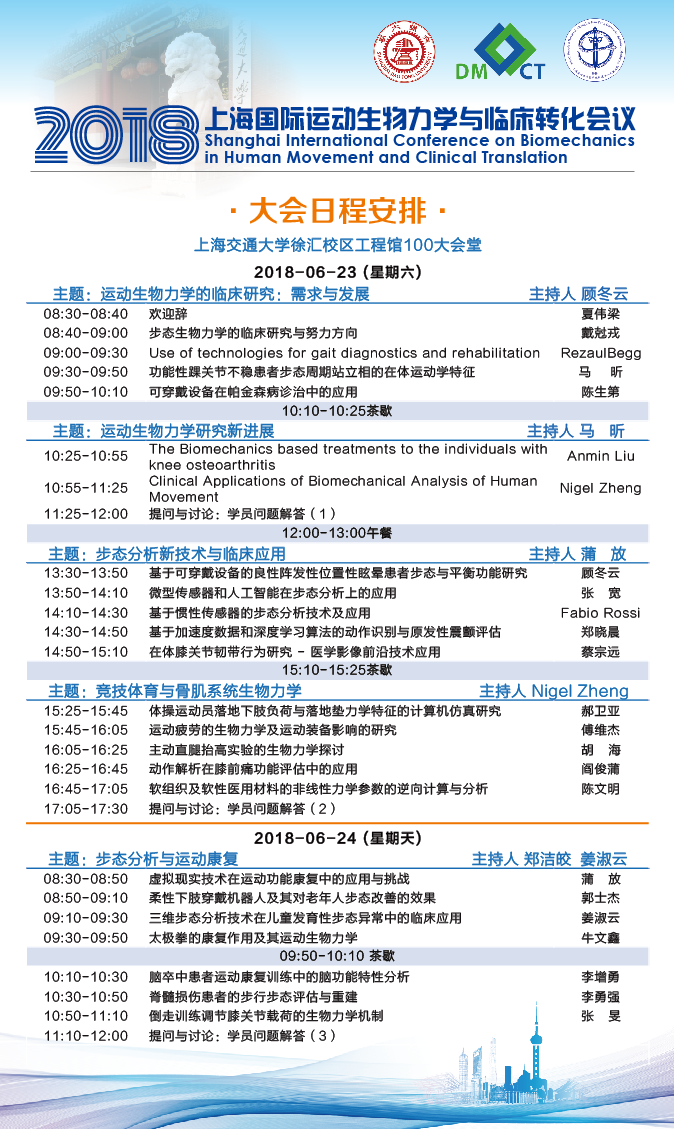 DMCT
2018
上海国际运动生物力学与临床转化会议
Shanghai International Conference on Biomechanics
in Human Movement and Clinical Translation
·大会日程安排·
上海交通大学徐汇校区工程馆100大会堂
2018-06-23（星期六）
主题：运动生物力学的临床研究：需求与发展 主持人 顾冬云
08:30-08:40 欢迎辞 夏伟梁
08:40-09:00 步态生物力学的临床研究与努力方向 戴尅戎
09:00-09:30 Use of technologies for gait diagnostics and rehabilitation RezaulBegg
09:30-09:50 功能性踝关节不稳患者步态周期站立相的在体运动学特征 马 昕
09:50-10:10 可穿戴设备在帕金森病诊治中的应用 陈生第
10:10-10:25茶歇
主题：运动生物力学研究新进展 主持人 马 昕
10:25-10:55 The Biomechanics based treatments to the individuals with
knee osteoarthritis Anmin Liu
10:55-11:25 Clinical Applications of Biomechanical Analysis of Human
Movement Nigel Zheng
11:25-12:00 提问与讨论：学员问题解答（1）
12:00-13:00午餐
主题：步态分析新技术与临床应用 主持人 蒲 放
13:30-13:50 基于可穿戴设备的良性阵发性位置性眩晕患者步态与平衡功能研究 顾冬云
13:50-14:10 微型传感器和人工智能在步态分析上的应用 张 宽
14:10-14:30 基于惯性传感器的步态分析技术及应用 Fabio Rossi
14:30-14:50 基于加速度数据和深度学习算法的动作识别与原发性震颤评估 郑晓晨
14:50-15:10 在体膝关节韧带行为研究 - 医学影像前沿技术应用 蔡宗远
15:10-15:25茶歇
主题：竞技体育与骨肌系统生物力学 主持人 Nigel Zheng
15:25-15:45 体操运动员落地下肢负荷与落地垫力学特征的计算机仿真研究 郝卫亚
15:45-16:05 运动疲劳的生物力学及运动装备影响的研究 傅维杰
16:05-16:25 主动直腿抬高实验的生物力学探讨 胡 海
16:25-16:45 动作解析在膝前痛功能评估中的应用 阎俊蒲
16:45-17:05 软组织及软性医用材料的非线性力学参数的逆向计算与分析 陈文明
17:05-17:30 提问与讨论：学员问题解答（2）
2018-06-24（星期天）
主题：步态分析与运动康复 主持人 郑洁皎 姜淑云
08:30-08:50 虚拟现实技术在运动功能康复中的应用与挑战 蒲 放
08:50-09:10 柔性下肢穿戴机器人及其对老年人步态改善的效果 郭士杰
09:10-09:30 三维步态分析技术在儿童发育性步态异常中的临床应用 姜淑云
09:30-09:50 太极拳的康复作用及其运动生物力学 牛文鑫
09:50-10:10 茶歇
10:10-10:30 脑卒中患者运动康复训练中的脑功能特性分析 李增勇
10:30-10:50 脊髓损伤患者的步行步态评估与重建 李勇强
10:50-11:10 倒走训练调节膝关节载荷的生物力学机制 张 旻
11:10-12:00 提问与讨论：学员问题解答（3）